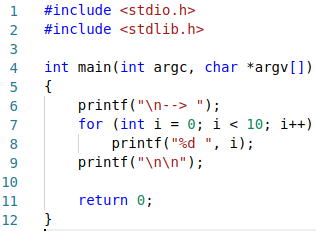 1 #include <stdio.h>
2 #include <stdlib.h>
3
4 int main(int argc, char *argv[])
5 {
6     printf("\n--> ");
7     for (int i = 0; i < 10; i++)
8         printf("%d ", i);
9     printf("\n\n");
10
11     return 0;
12 }